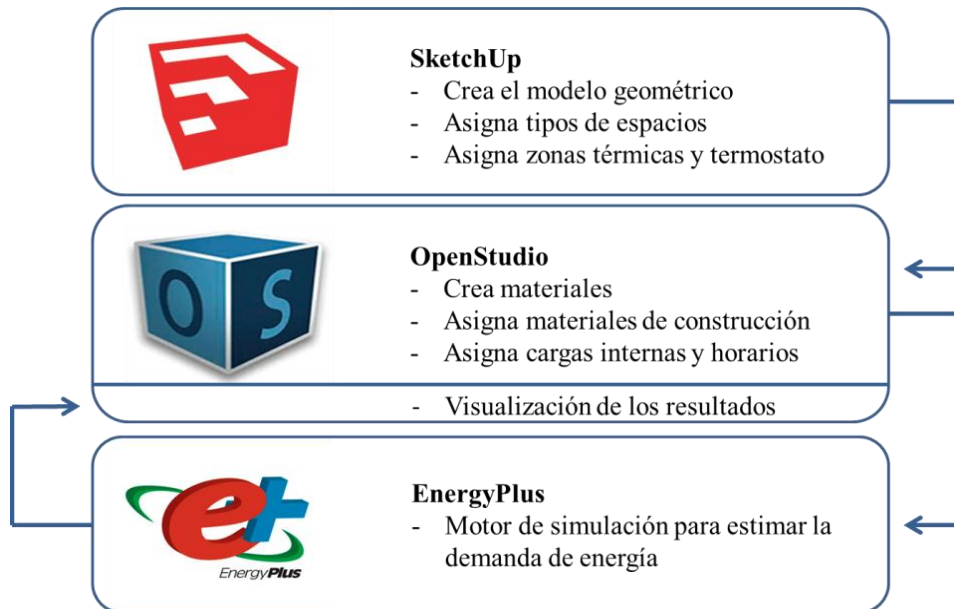 SketchUp
- Crea el modelo geométrico
- Asigna tipos de espacios
- Asigna zonas térmicas y termostato
O S
OpenStudio
- Crea materiales
- Asigna materiales de construcción
- Asigna cargas internas y horarios
- Visualización de los resultados
e+
EnergyPlus
EnergyPlus
- Motor de simulación para estimar la
demanda de energía